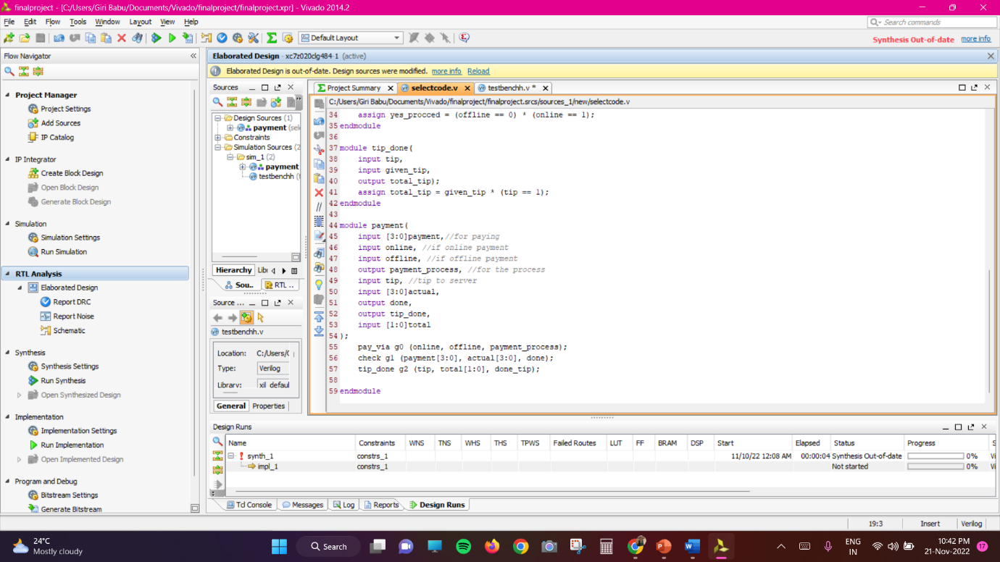 finalproject - [C:/Users/Giri Babu/Documents/Vivado/finalproject/finalproject.xpr] - Vivado 2014.2
File Edit Flow Tools Window Layout View Help
Search commands
Default Layout
Synthesis Out-of-date more info
Flow Navigator
Project Manager
Project Settings
Add Sources
IP Catalog
IP Integrator
Create Block Design
Open Block Design
Generate Block Design
Simulation
Simulation Settings
Run Simulation
RTL Analysis
Elaborated Design
Report DRC
Report Noise
Schematic
Synthesis
Synthesis Settings
Run Synthesis
Open Synthesized Design
Implementation
Implementation Settings
Run Implementation
Open Implemented Design
Program and Debug
Bitstream Settings
Generate Bitstream
Elaborated Design - xc7z020clg484-1 (active)
Elaborated Design is out-of-date. Design sources were modified. more info Reload
Sources
Design Sources (1)
payment (sele
Constraints
Simulation Sources (2
sim_1 (2)
payment
testbenchh (
Hierarchy Lib
Sou.. RTL ..
Source ...
testbenchh.v
Location: C:/Users/G
Type: Verilog
Library: xil_defaul
General Properties
Project Summary selectcode.v testbenchh.v *
C:/Users/Giri Babu/Documents/Vivado/finalproject/finalproject.srcs/sources_1/new/selectcode.v
34 assign yes_procced = (offline == 0) * (online == 1);
35 endmodule
36
37 module tip_done(
38 input tip,
39 input given_tip,
40 output total_tip);
41 assign total_tip = given_tip * (tip == 1);
42 endmodule
43
44 module payment(
45 input [3:0]payment,//for paying
46 input online, //if online payment
47 input offline, //if offline payment
48 output payment_process, //for the process
49 input tip, //tip to server
50 input [3:0]actual,
51 output done,
52 output tip_done,
53 input [1:0]total
54 );
55 pay_via g0 (online, offline, payment_process);
56 check g1 (payment[3:0], actual[3:0], done);
57 tip_done g2 (tip, total[1:0], done_tip);
58
59 endmodule
Design Runs
Name Constraints WNS TNS WHS THS TPWS Failed Routes LUT FF BRAM DSP Start Elapsed Status Progress S
synth_1 constrs_1 11/10/22 12:08 AM 00:00:04 Synthesis Out-of-date 0% Vi
impl_1 constrs_1 Not started 0% Vi
Tcl Console Messages Log Reports Design Runs
19:3 Insert Verilog
24°C
Mostly cloudy
Search
ENG
IN
10:42 PM
21-Nov-2022
17